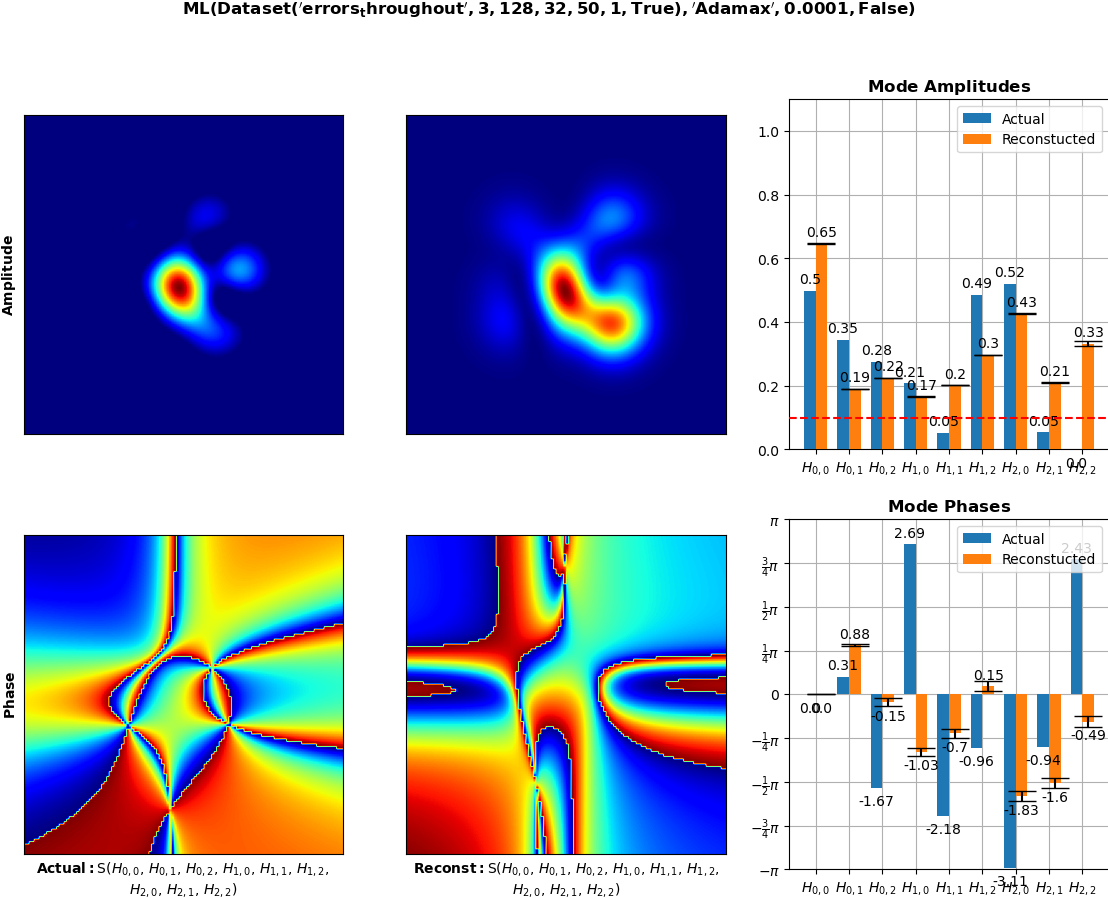 ML(Dataset('errors_throughout', 3, 128, 32, 50, 1, True), 'Adamax', 0.0001, False)
Amplitude
Mode Amplitudes
Actual
Reconstucted
1.0
0.8
0.6
0.4
0.2
0.0
0.5
0.65
0.35
0.19
0.28
0.22
0.21
0.17
0.05
0.2
0.49
0.3
0.52
0.43
0.05
0.21
0.0
0.33
H0,0 H0,1 H0,2 H1,0 H1,1 H1,2 H2,0 H2,1 H2,2
Phase
Actual: S(H0,0, H0,1, H0,2, H1,0, H1,1, H1,2,
H2,0, H2,1, H2,2)
Reconst: S(H0,0, H0,1, H0,2, H1,0, H1,1, H1,2,
H2,0, H2,1, H2,2)
Mode Phases
Actual
Reconstucted
π
3/4π
1/2π
1/4π
0
−1/4π
−1/2π
−3/4π
−π
0.0
0.0
0.31
0.88
-1.67
-0.15
2.69
-1.03
-2.18
-0.7
-0.96
0.15
-3.11
-1.83
-0.94
-1.6
2.43
-0.49
H0,0 H0,1 H0,2 H1,0 H1,1 H1,2 H2,0 H2,1 H2,2